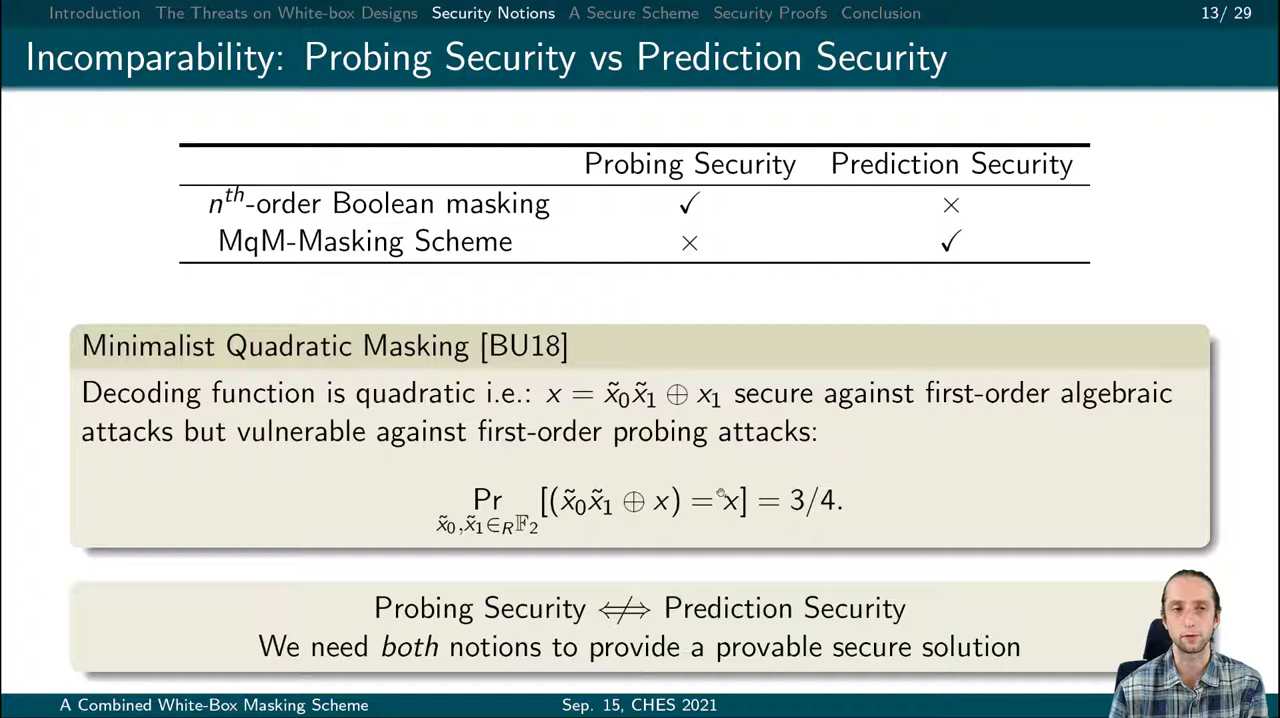 Introduction The Threats on White-box Designs Security Notions A Secure Scheme Security Proofs Conclusion 13/ 29
Incomparability: Probing Security vs Prediction Security
Probing Security Prediction Security
nᵗʰ-order Boolean masking ✓ ×
MqM-Masking Scheme × ✓
Minimalist Quadratic Masking [BU18]
Decoding function is quadratic i.e.: x = x̃₀x̃₁ ⊕ x₁ secure against first-order algebraic
attacks but vulnerable against first-order probing attacks:
Pr [(x̃₀x̃₁ ⊕ x) = x] = 3/4.
x̃₀,x̃₁∈ᵣ𝔽₂
Probing Security ⇎ Prediction Security
We need both notions to provide a provable secure solution
A Combined White-Box Masking Scheme Sep. 15, CHES 2021